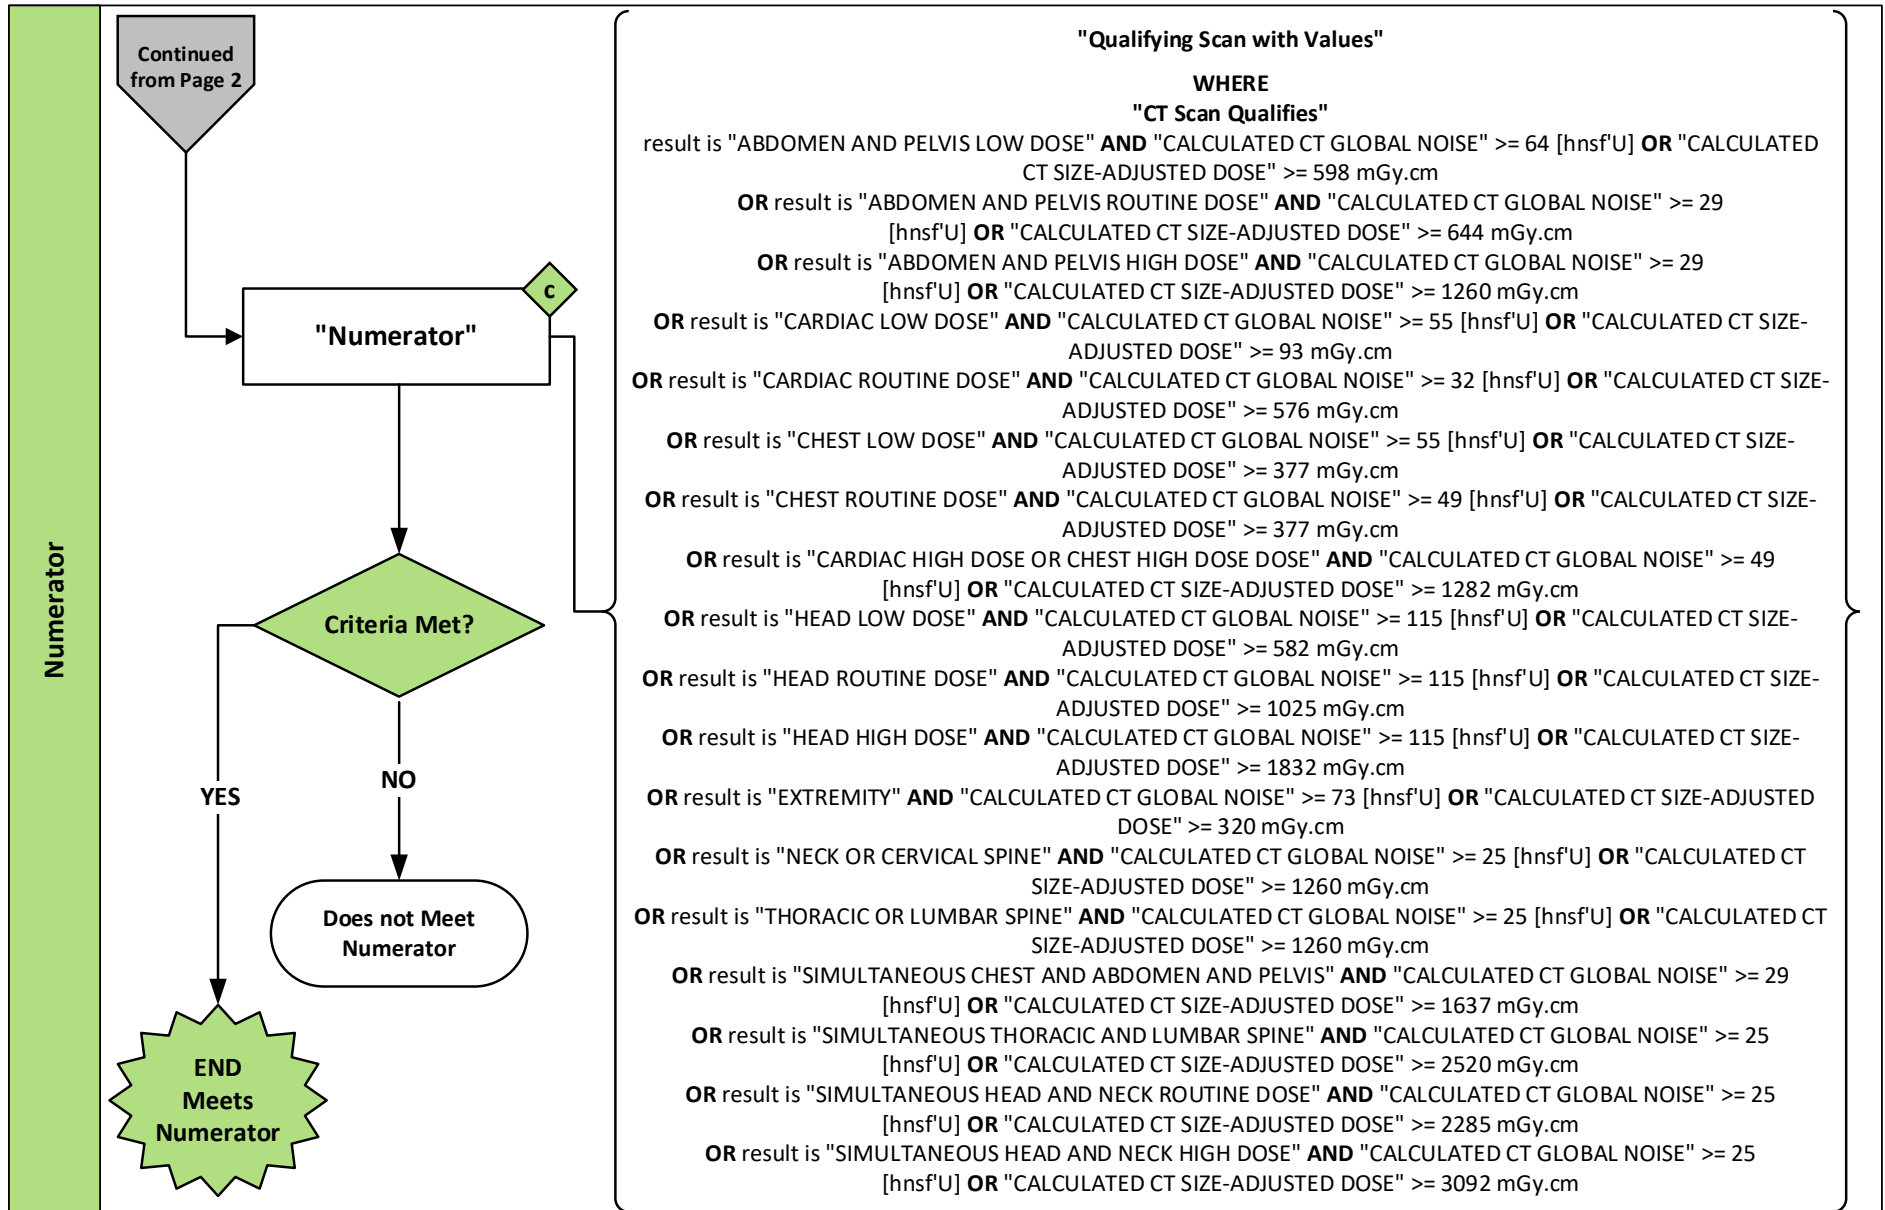 Numerator
Continued
from Page 2
"Numerator"
c
Criteria Met?
YES
NO
Does not Meet
Numerator
END
Meets
Numerator
"Qualifying Scan with Values"
WHERE
"CT Scan Qualifies"
result is "ABDOMEN AND PELVIS LOW DOSE" AND "CALCULATED CT GLOBAL NOISE" >= 64 [hnsf'U] OR "CALCULATED
CT SIZE-ADJUSTED DOSE" >= 598 mGy.cm
OR result is "ABDOMEN AND PELVIS ROUTINE DOSE" AND "CALCULATED CT GLOBAL NOISE" >= 29
[hnsf'U] OR "CALCULATED CT SIZE-ADJUSTED DOSE" >= 644 mGy.cm
OR result is "ABDOMEN AND PELVIS HIGH DOSE" AND "CALCULATED CT GLOBAL NOISE" >= 29
[hnsf'U] OR "CALCULATED CT SIZE-ADJUSTED DOSE" >= 1260 mGy.cm
OR result is "CARDIAC LOW DOSE" AND "CALCULATED CT GLOBAL NOISE" >= 55 [hnsf'U] OR "CALCULATED CT SIZE-
ADJUSTED DOSE" >= 93 mGy.cm
OR result is "CARDIAC ROUTINE DOSE" AND "CALCULATED CT GLOBAL NOISE" >= 32 [hnsf'U] OR "CALCULATED CT SIZE-
ADJUSTED DOSE" >= 576 mGy.cm
OR result is "CHEST LOW DOSE" AND "CALCULATED CT GLOBAL NOISE" >= 55 [hnsf'U] OR "CALCULATED CT SIZE-
ADJUSTED DOSE" >= 377 mGy.cm
OR result is "CHEST ROUTINE DOSE" AND "CALCULATED CT GLOBAL NOISE" >= 49 [hnsf'U] OR "CALCULATED CT SIZE-
ADJUSTED DOSE" >= 377 mGy.cm
OR result is "CARDIAC HIGH DOSE OR CHEST HIGH DOSE DOSE" AND "CALCULATED CT GLOBAL NOISE" >= 49
[hnsf'U] OR "CALCULATED CT SIZE-ADJUSTED DOSE" >= 1282 mGy.cm
OR result is "HEAD LOW DOSE" AND "CALCULATED CT GLOBAL NOISE" >= 115 [hnsf'U] OR "CALCULATED CT SIZE-
ADJUSTED DOSE" >= 582 mGy.cm
OR result is "HEAD ROUTINE DOSE" AND "CALCULATED CT GLOBAL NOISE" >= 115 [hnsf'U] OR "CALCULATED CT SIZE-
ADJUSTED DOSE" >= 1025 mGy.cm
OR result is "HEAD HIGH DOSE" AND "CALCULATED CT GLOBAL NOISE" >= 115 [hnsf'U] OR "CALCULATED CT SIZE-
ADJUSTED DOSE" >= 1832 mGy.cm
OR result is "EXTREMITY" AND "CALCULATED CT GLOBAL NOISE" >= 73 [hnsf'U] OR "CALCULATED CT SIZE-ADJUSTED
DOSE" >= 320 mGy.cm
OR result is "NECK OR CERVICAL SPINE" AND "CALCULATED CT GLOBAL NOISE" >= 25 [hnsf'U] OR "CALCULATED CT
SIZE-ADJUSTED DOSE" >= 1260 mGy.cm
OR result is "THORACIC OR LUMBAR SPINE" AND "CALCULATED CT GLOBAL NOISE" >= 25 [hnsf'U] OR "CALCULATED CT
SIZE-ADJUSTED DOSE" >= 1260 mGy.cm
OR result is "SIMULTANEOUS CHEST AND ABDOMEN AND PELVIS" AND "CALCULATED CT GLOBAL NOISE" >= 29
[hnsf'U] OR "CALCULATED CT SIZE-ADJUSTED DOSE" >= 1637 mGy.cm
OR result is "SIMULTANEOUS THORACIC AND LUMBAR SPINE" AND "CALCULATED CT GLOBAL NOISE" >= 25
[hnsf'U] OR "CALCULATED CT SIZE-ADJUSTED DOSE" >= 2520 mGy.cm
OR result is "SIMULTANEOUS HEAD AND NECK ROUTINE DOSE" AND "CALCULATED CT GLOBAL NOISE" >= 25
[hnsf'U] OR "CALCULATED CT SIZE-ADJUSTED DOSE" >= 2285 mGy.cm
OR result is "SIMULTANEOUS HEAD AND NECK HIGH DOSE" AND "CALCULATED CT GLOBAL NOISE" >= 25
[hnsf'U] OR "CALCULATED CT SIZE-ADJUSTED DOSE" >= 3092 mGy.cm